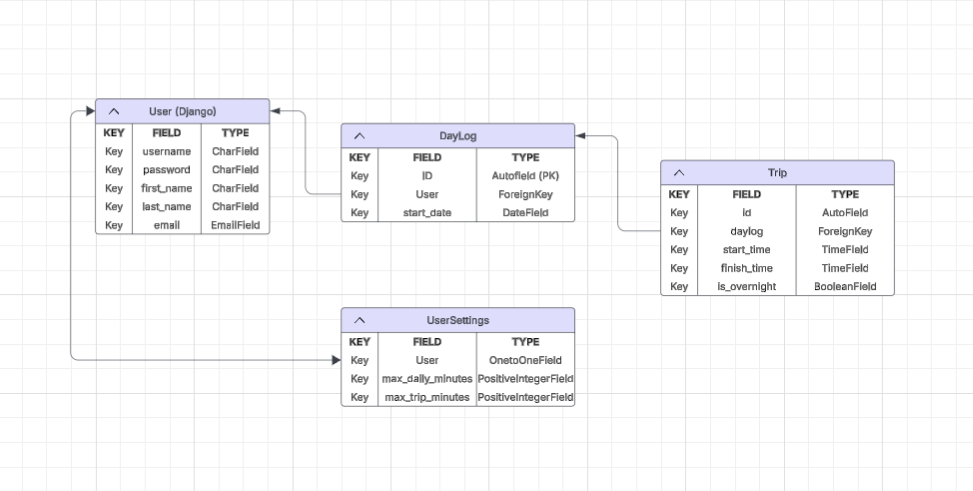 User (Django)
KEY FIELD TYPE
Key username CharField
Key password CharField
Key first_name CharField
Key last_name CharField
Key email EmailField
DayLog
KEY FIELD TYPE
Key ID Autofield (PK)
Key User ForeignKey
Key start_date DateField
Trip
KEY FIELD TYPE
Key id AutoField
Key daylog ForeignKey
Key start_time TimeField
Key finish_time TimeField
Key is_overnight BooleanField
UserSettings
KEY FIELD TYPE
Key User OnetoOneField
Key max_daily_minutes PositiveIntegerField
Key max_trip_minutes PositiveIntegerField